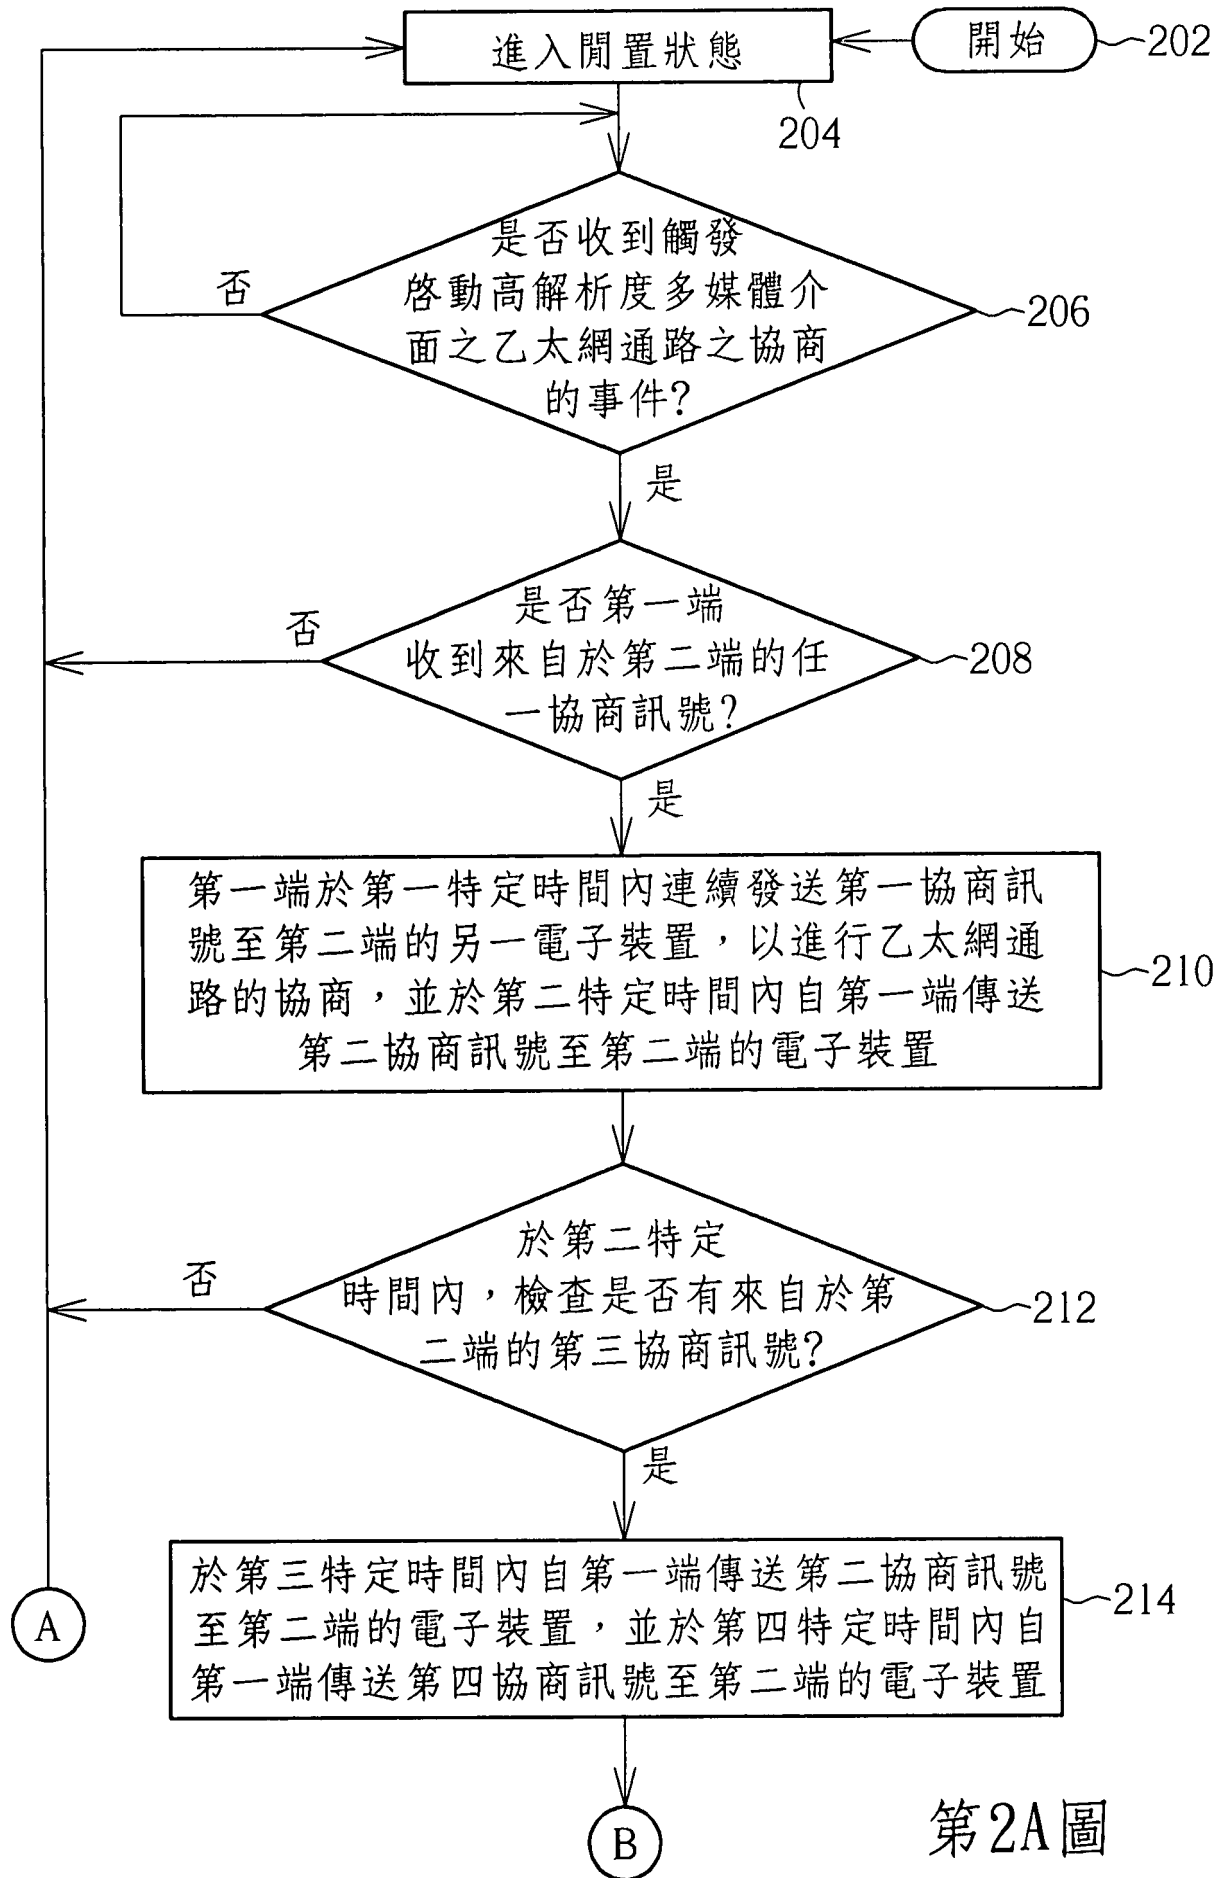 進入閒置狀態
開始
202
204
是否收到觸發
啓動高解析度多媒體介
面之乙太網通路之協商
的事件?
206
否
是
是否第一端
收到來自於第二端的任
一協商訊號?
208
否
是
第一端於第一特定時間內連續發送第一協商訊
號至第二端的另一電子裝置，以進行乙太網通
路的協商，並於第二特定時間內自第一端傳送
第二協商訊號至第二端的電子裝置
210
於第二特定
時間內，檢查是否有來自於第
二端的第三協商訊號?
212
否
是
於第三特定時間內自第一端傳送第二協商訊號
至第二端的電子裝置，並於第四特定時間內自
第一端傳送第四協商訊號至第二端的電子裝置
214
A
B
第2A圖